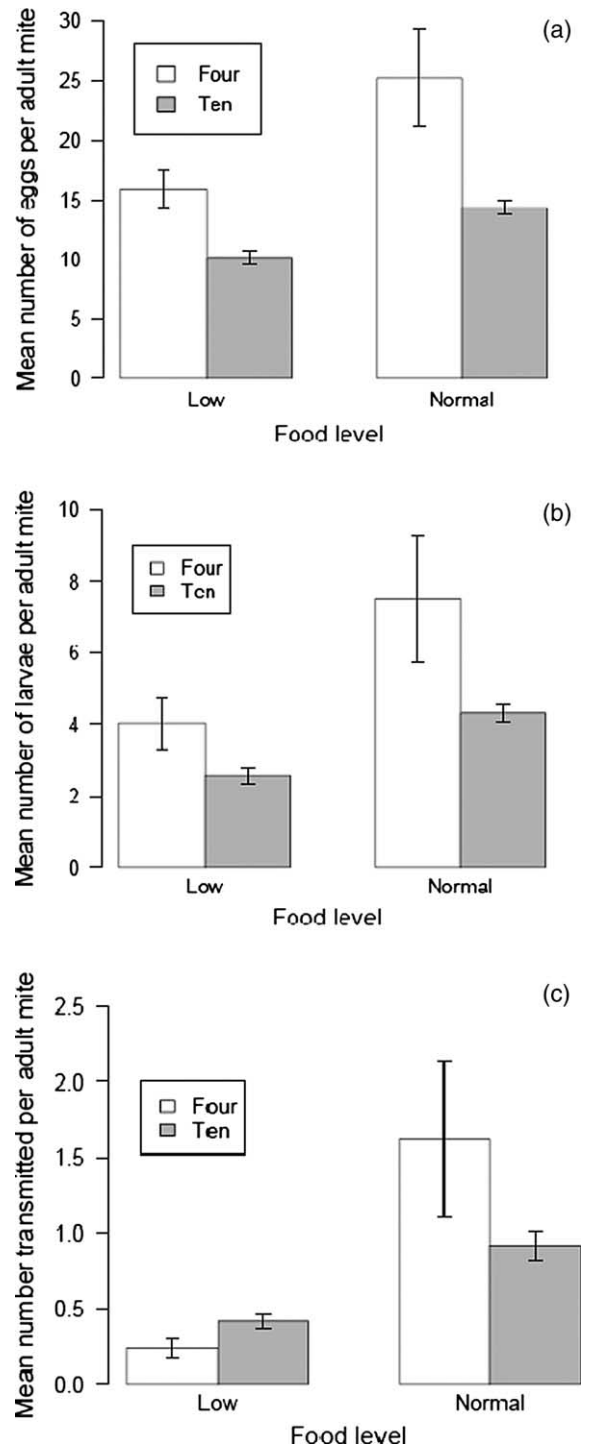 (a)
Mean number of eggs per adult mite
30
25
20
15
10
5
0
Four
Ten
Low
Normal
Food level
(b)
Mean number of larvae per adult mite
10
8
6
4
2
0
Four
Ten
Low
Normal
Food level
(c)
Mean number transmitted per adult mite
2.5
2.0
1.5
1.0
0.5
0.0
Four
Ten
Low
Normal
Food level